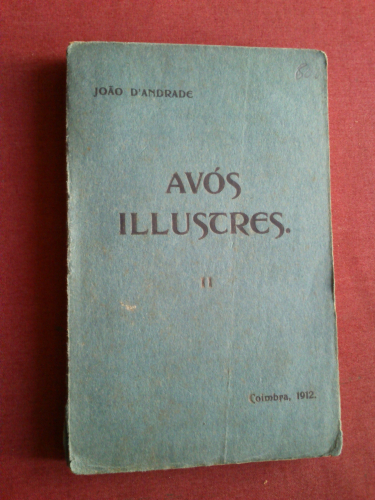 JOÃO D'ANDRADE
AVÓS
ILLUSTRES.
II
Coimbra, 1912.